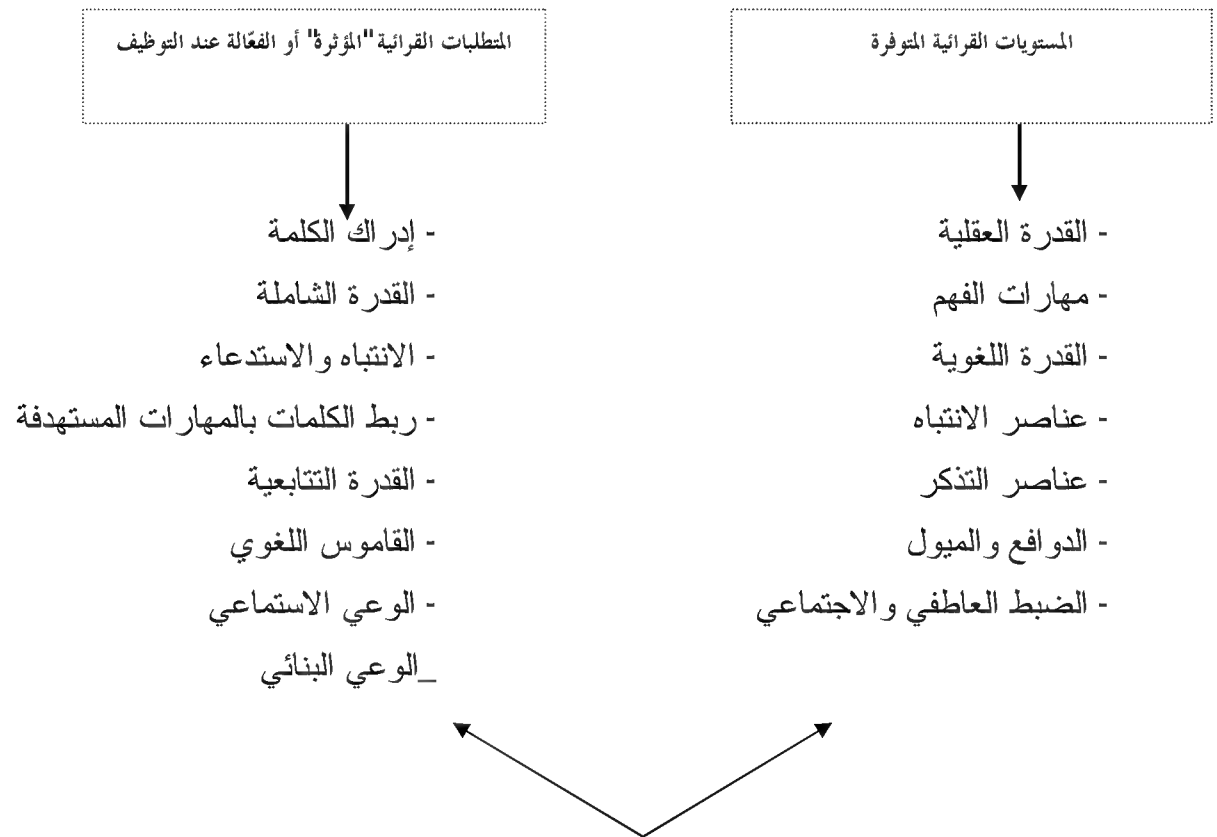 المستويات القرائية المتوفرة
- القدرة العقلية
- مهارات الفهم
- القدرة اللغوية
- عناصر الانتباه
- عناصر التذكر
- الدوافع والميول
- الضبط العاطفي والاجتماعي
المتطلبات القرائية "المؤثرة" أو الفعّالة عند التوظيف
- إدراك الكلمة
- القدرة الشاملة
- الانتباه والاستدعاء
- ربط الكلمات بالمهارات المستهدفة
- القدرة التتابعية
- القاموس اللغوي
- الوعي الاستماعي
_الوعي البنائي